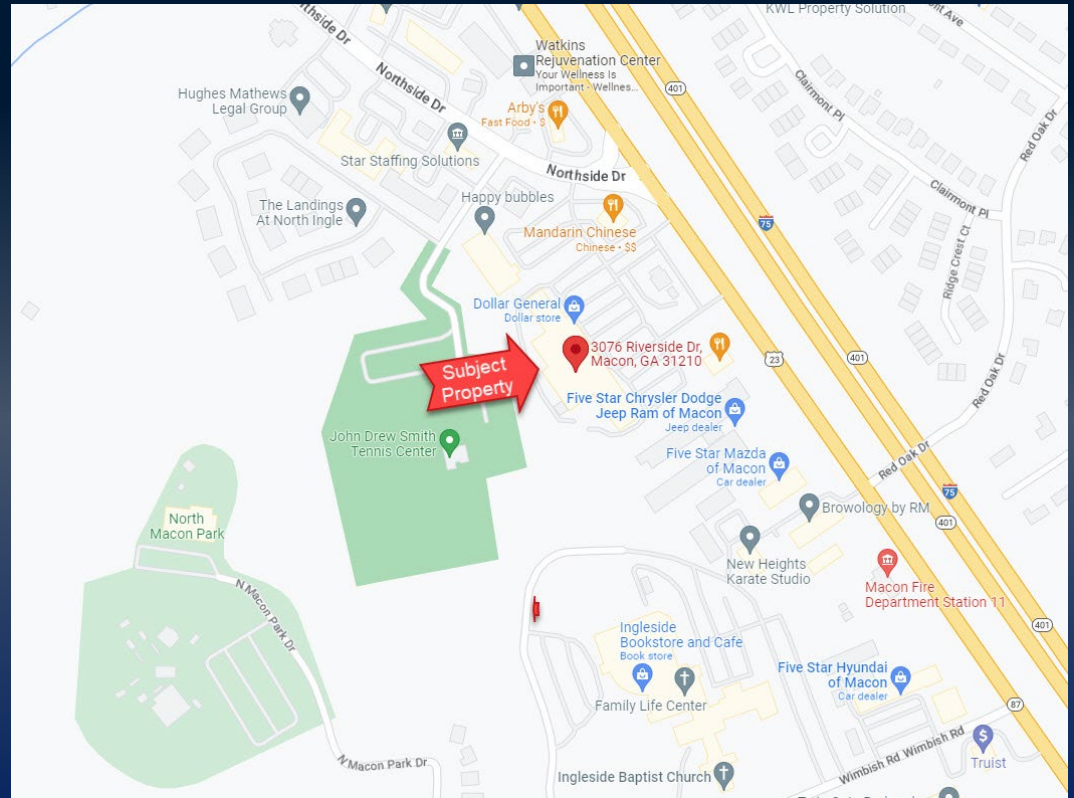 KWL Property Solution
Northside Dr
Watkins
Rejuvenation Center
Your Wellness Is
Important - Wellnes...
Northside Dr
401
Clairmont Pl
Hughes Mathews
Legal Group
Arby's
Fast Food • $
Red Oak Dr
Star Staffing Solutions
Northside Dr
Clairmont Pl
Happy bubbles
The Landings
At North Ingle
Mandarin Chinese
Chinese • $$
75
Ridge Crest Ct
Dollar General
Dollar store
3076 Riverside Dr,
Macon, GA 31210
23
401
Subject
Property
Red Oak Dr
Five Star Chrysler Dodge
Jeep Ram of Macon
Jeep dealer
John Drew Smith
Tennis Center
Five Star Mazda
of Macon
Car dealer
Red Oak Dr
75
401
Browology by RM
North
Macon Park
New Heights
Karate Studio
Macon Fire
Department Station 11
N Macon Park Dr
401
Ingleside
Bookstore and Cafe
Book store
Five Star Hyundai
of Macon
Car dealer
Family Life Center
87
Wimbish Rd
Wimbish Rd
Truist
$
N Macon Park Dr
Ingleside Baptist Church